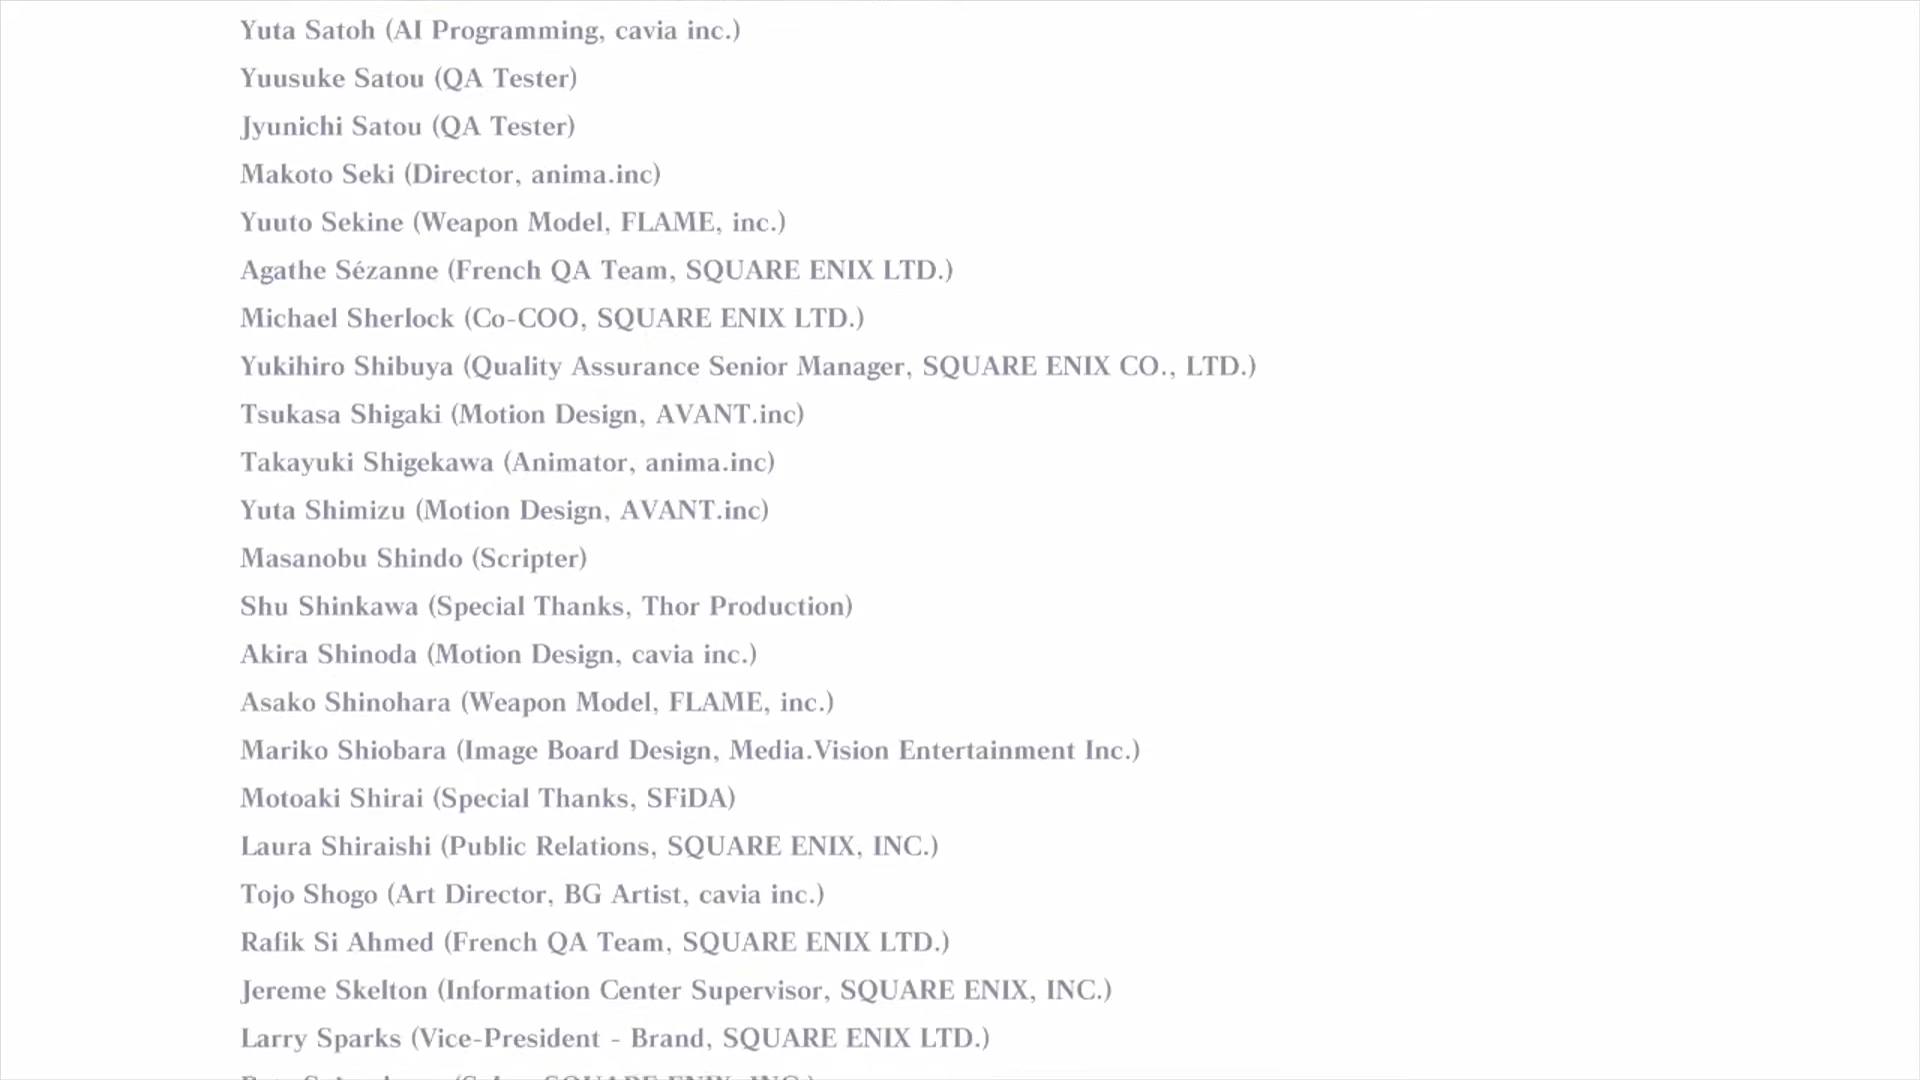 Yuta Satoh (AI Programming, cavia inc.)
Yuusuke Satou (QA Tester)
Jyunichi Satou (QA Tester)
Makoto Seki (Director, anima.inc)
Yuuto Sekine (Weapon Model, FLAME, inc.)
Agathe Sézanne (French QA Team, SQUARE ENIX LTD.)
Michael Sherlock (Co-COO, SQUARE ENIX LTD.)
Yukihiro Shibuya (Quality Assurance Senior Manager, SQUARE ENIX CO., LTD.)
Tsukasa Shigaki (Motion Design, AVANT.inc)
Takayuki Shigekawa (Animator, anima.inc)
Yuta Shimizu (Motion Design, AVANT.inc)
Masanobu Shindo (Scripter)
Shu Shinkawa (Special Thanks, Thor Production)
Akira Shinoda (Motion Design, cavia inc.)
Asako Shinohara (Weapon Model, FLAME, inc.)
Mariko Shiobara (Image Board Design, Media.Vision Entertainment Inc.)
Motoaki Shirai (Special Thanks, SFiDA)
Laura Shiraishi (Public Relations, SQUARE ENIX, INC.)
Tojo Shogo (Art Director, BG Artist, cavia inc.)
Rafik Si Ahmed (French QA Team, SQUARE ENIX LTD.)
Jereme Skelton (Information Center Supervisor, SQUARE ENIX, INC.)
Larry Sparks (Vice-President - Brand, SQUARE ENIX LTD.)
SQUARE ENIX, INC.)